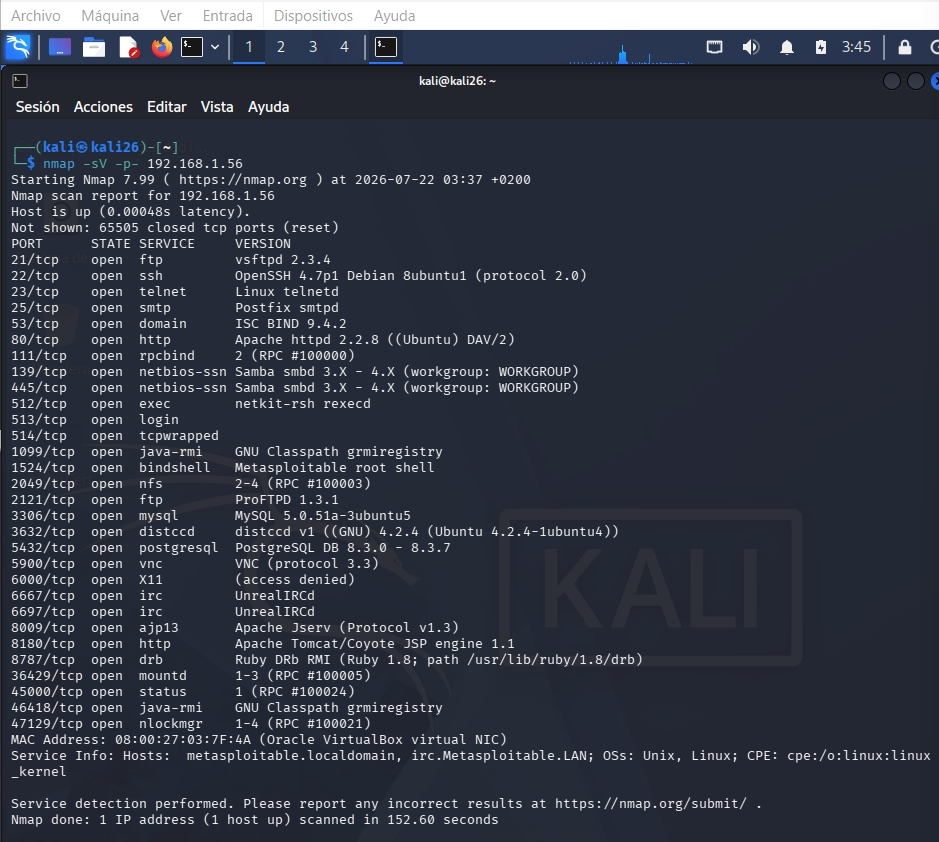 Archivo Máquina Ver Entrada Dispositivos Ayuda
1 2 3 4 3:45
kali@kali26: ~
Sesión Acciones Editar Vista Ayuda
┌──(kali㉿kali26)-[~]
└─$ nmap -sV -p- 192.168.1.56
Starting Nmap 7.99 ( https://nmap.org ) at 2026-07-22 03:37 +0200
Nmap scan report for 192.168.1.56
Host is up (0.00048s latency).
Not shown: 65505 closed tcp ports (reset)
PORT      STATE SERVICE     VERSION
21/tcp    open  ftp         vsftpd 2.3.4
22/tcp    open  ssh         OpenSSH 4.7p1 Debian 8ubuntu1 (protocol 2.0)
23/tcp    open  telnet      Linux telnetd
25/tcp    open  smtp        Postfix smtpd
53/tcp    open  domain      ISC BIND 9.4.2
80/tcp    open  http        Apache httpd 2.2.8 ((Ubuntu) DAV/2)
111/tcp   open  rpcbind     2 (RPC #100000)
139/tcp   open  netbios-ssn Samba smbd 3.X - 4.X (workgroup: WORKGROUP)
445/tcp   open  netbios-ssn Samba smbd 3.X - 4.X (workgroup: WORKGROUP)
512/tcp   open  exec        netkit-rsh rexecd
513/tcp   open  login
514/tcp   open  tcpwrapped
1099/tcp  open  java-rmi    GNU Classpath grmiregistry
1524/tcp  open  bindshell   Metasploitable root shell
2049/tcp  open  nfs         2-4 (RPC #100003)
2121/tcp  open  ftp         ProFTPD 1.3.1
3306/tcp  open  mysql       MySQL 5.0.51a-3ubuntu5
3632/tcp  open  distccd     distccd v1 ((GNU) 4.2.4 (Ubuntu 4.2.4-1ubuntu4))
5432/tcp  open  postgresql  PostgreSQL DB 8.3.0 - 8.3.7
5900/tcp  open  vnc         VNC (protocol 3.3)
6000/tcp  open  X11         (access denied)
6667/tcp  open  irc         UnrealIRCd
6697/tcp  open  irc         UnrealIRCd
8009/tcp  open  ajp13       Apache Jserv (Protocol v1.3)
8180/tcp  open  http        Apache Tomcat/Coyote JSP engine 1.1
8787/tcp  open  drb         Ruby DRb RMI (Ruby 1.8; path /usr/lib/ruby/1.8/drb)
36429/tcp open  mountd      1-3 (RPC #100005)
45000/tcp open  status      1 (RPC #100024)
46418/tcp open  java-rmi    GNU Classpath grmiregistry
47129/tcp open  nlockmgr    1-4 (RPC #100021)
MAC Address: 08:00:27:03:7F:4A (Oracle VirtualBox virtual NIC)
Service Info: Hosts:  metasploitable.localdomain, irc.Metasploitable.LAN; OSs: Unix, Linux; CPE: cpe:/o:linux:linux
_kernel
Service detection performed. Please report any incorrect results at https://nmap.org/submit/ .
Nmap done: 1 IP address (1 host up) scanned in 152.60 seconds
KALI